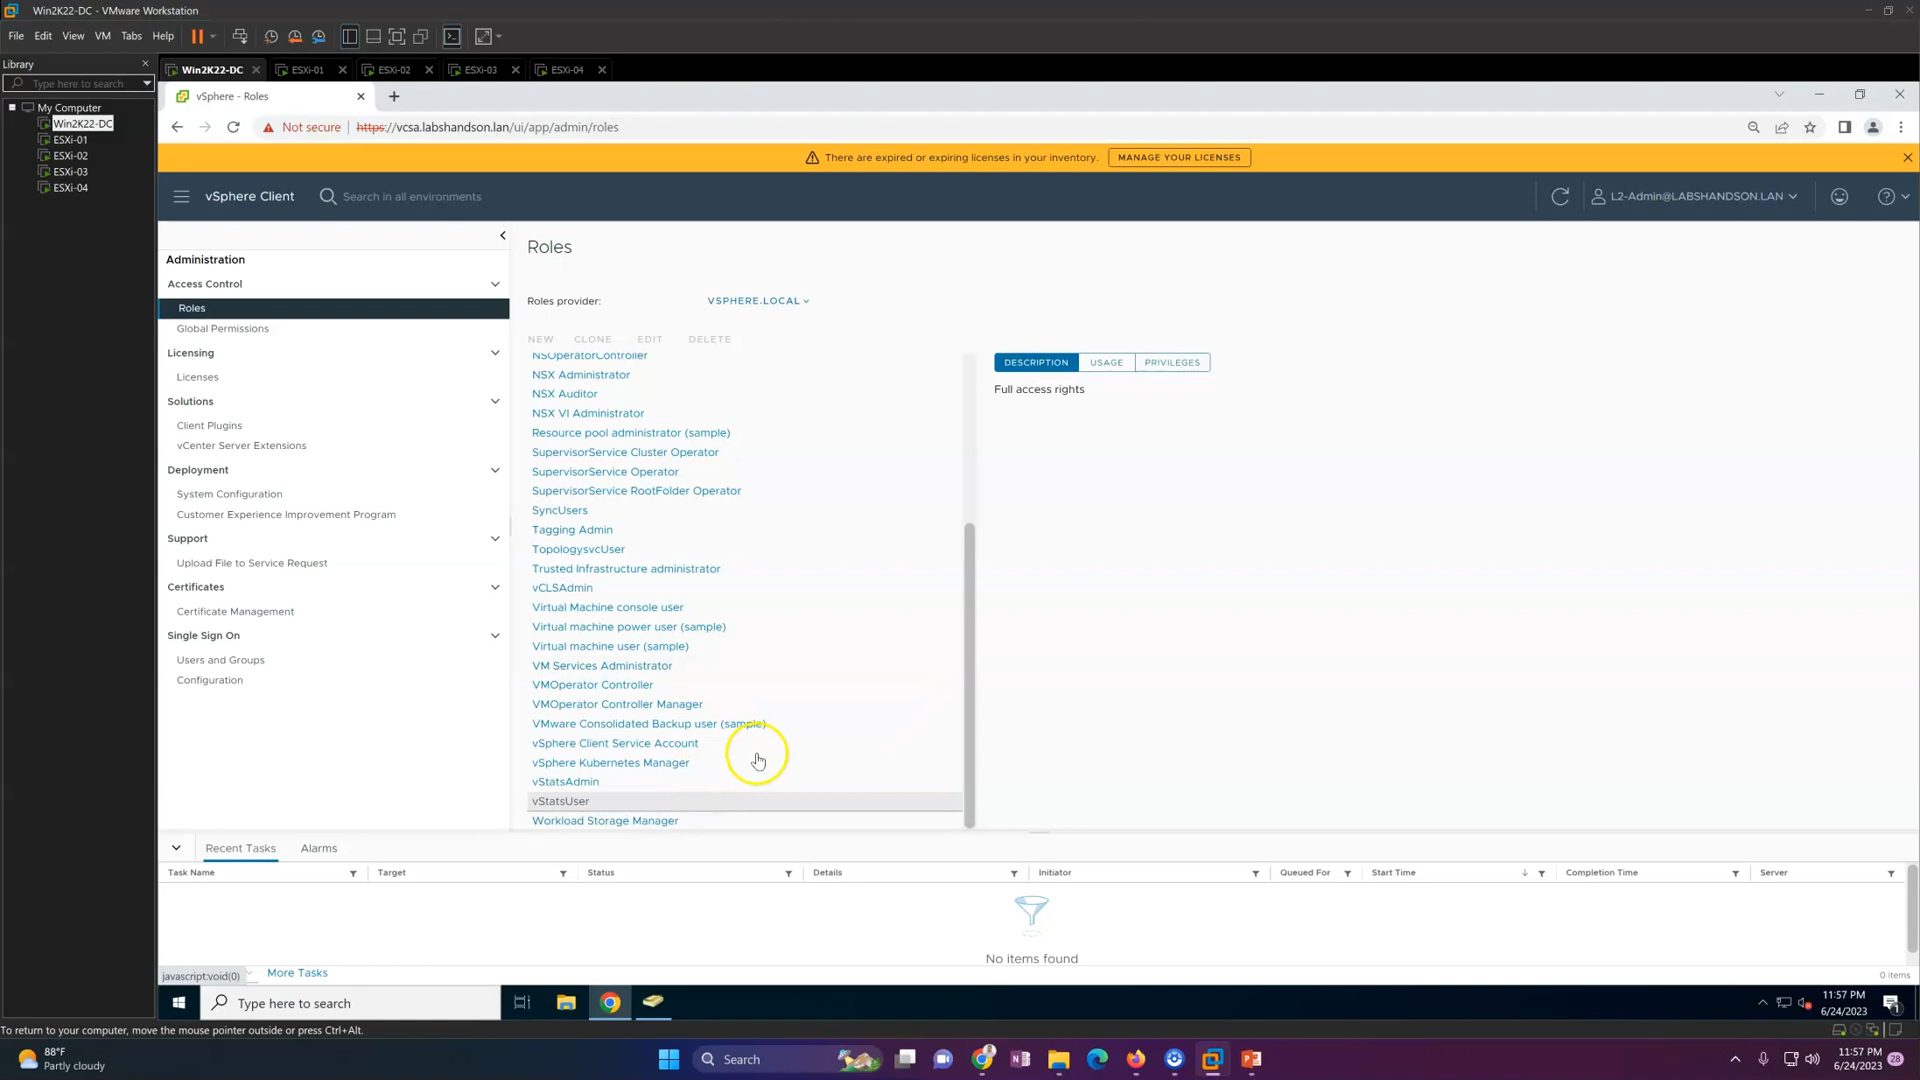 Win2K22-DC - VMware Workstation
File Edit View VM Tabs Help
Library
Type here to search
My Computer
Win2K22-DC
ESXi-01
ESXi-02
ESXi-03
ESXi-04
Win2K22-DC ESXi-01 ESXi-02 ESXi-03 ESXi-04
vSphere - Roles
Not secure https://vcsa.labshandson.lan/ui/app/admin/roles
There are expired or expiring licenses in your inventory. MANAGE YOUR LICENSES
vSphere Client Search in all environments L2-Admin@LABSHANDSON.LAN
Administration
Access Control
Roles
Global Permissions
Licensing
Licenses
Solutions
Client Plugins
vCenter Server Extensions
Deployment
System Configuration
Customer Experience Improvement Program
Support
Upload File to Service Request
Certificates
Certificate Management
Single Sign On
Users and Groups
Configuration
Roles
Roles provider: VSPHERE.LOCAL
NEW CLONE EDIT DELETE
NSOperatorController
NSX Administrator
NSX Auditor
NSX VI Administrator
Resource pool administrator (sample)
SupervisorService Cluster Operator
SupervisorService Operator
SupervisorService RootFolder Operator
SyncUsers
Tagging Admin
TopologysvcUser
Trusted Infrastructure administrator
vCLSAdmin
Virtual Machine console user
Virtual machine power user (sample)
Virtual machine user (sample)
VM Services Administrator
VMOperator Controller
VMOperator Controller Manager
VMware Consolidated Backup user (sample)
vSphere Client Service Account
vSphere Kubernetes Manager
vStatsAdmin
vStatsUser
Workload Storage Manager
DESCRIPTION USAGE PRIVILEGES
Full access rights
Recent Tasks Alarms
Task Name Target Status Details Initiator Queued For Start Time Completion Time Server
No items found
javascript:void(0) More Tasks 0 items
Type here to search
11:57 PM
6/24/2023
1
To return to your computer, move the mouse pointer outside or press Ctrl+Alt.
88°F
Partly cloudy
Search
11:57 PM
6/24/2023
28